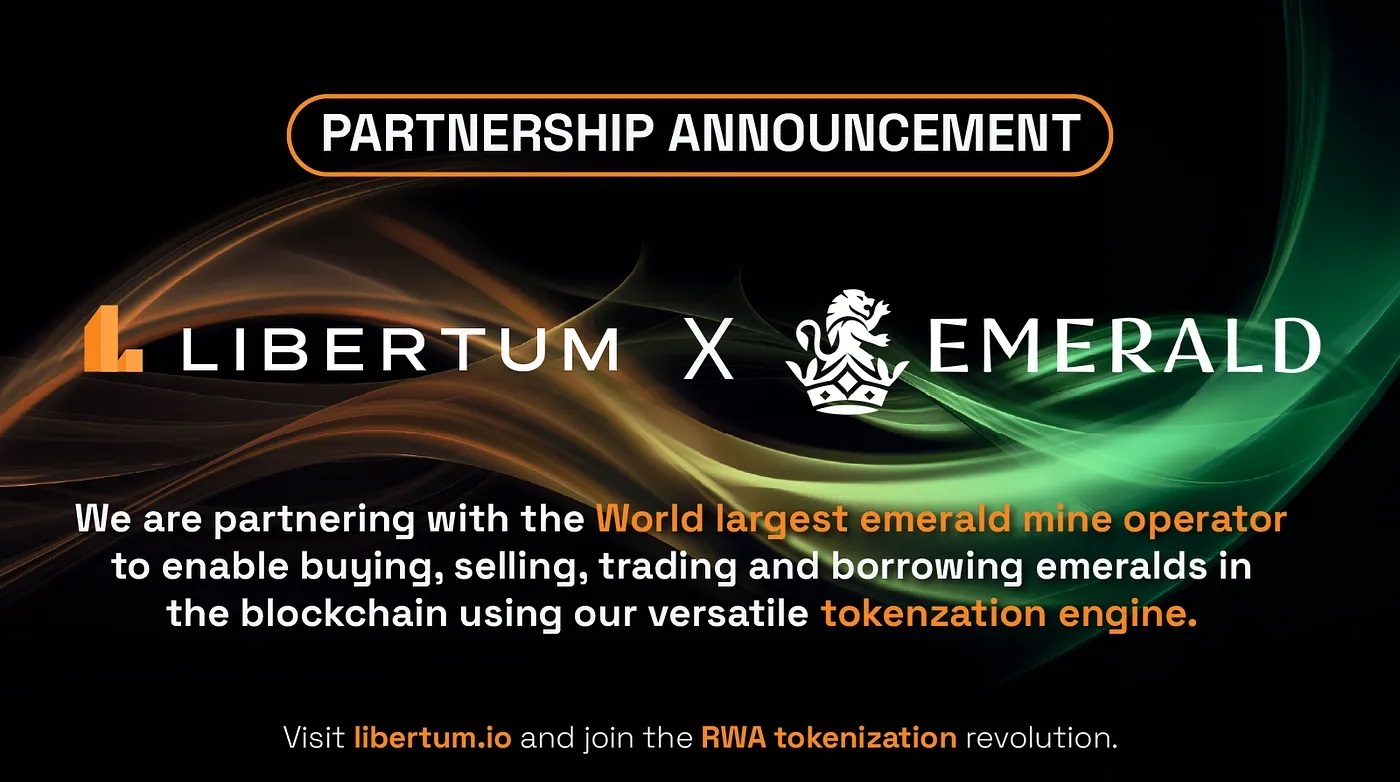 PARTNERSHIP ANNOUNCEMENT
LIBERTUM X EMERALD
We are partnering with the World largest emerald mine operator
to enable buying, selling, trading and borrowing emeralds in
the blockchain using our versatile tokenzation engine.
Visit libertum.io and join the RWA tokenization revolution.